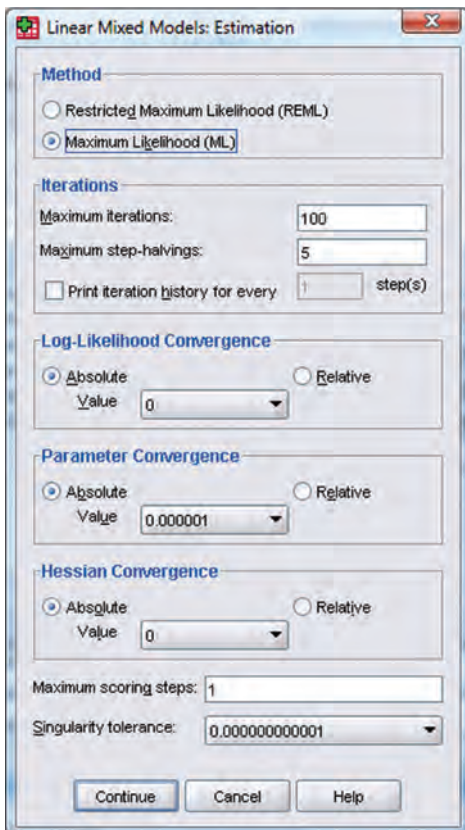 Linear Mixed Models: Estimation
Method
Restricted Maximum Likelihood (REML)
Maximum Likelihood (ML)
Iterations
Maximum iterations: 100
Maximum step-halvings: 5
Print iteration history for every 1 step(s)
Log-Likelihood Convergence
Absolute Relative
Value 0
Parameter Convergence
Absolute Relative
Value 0.000001
Hessian Convergence
Absolute Relative
Value 0
Maximum scoring steps: 1
Singularity tolerance: 0.000000000001
Continue Cancel Help